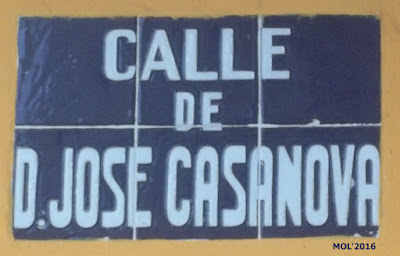 CALLE
DE
D. JOSE CASANOVA
MOL'2016